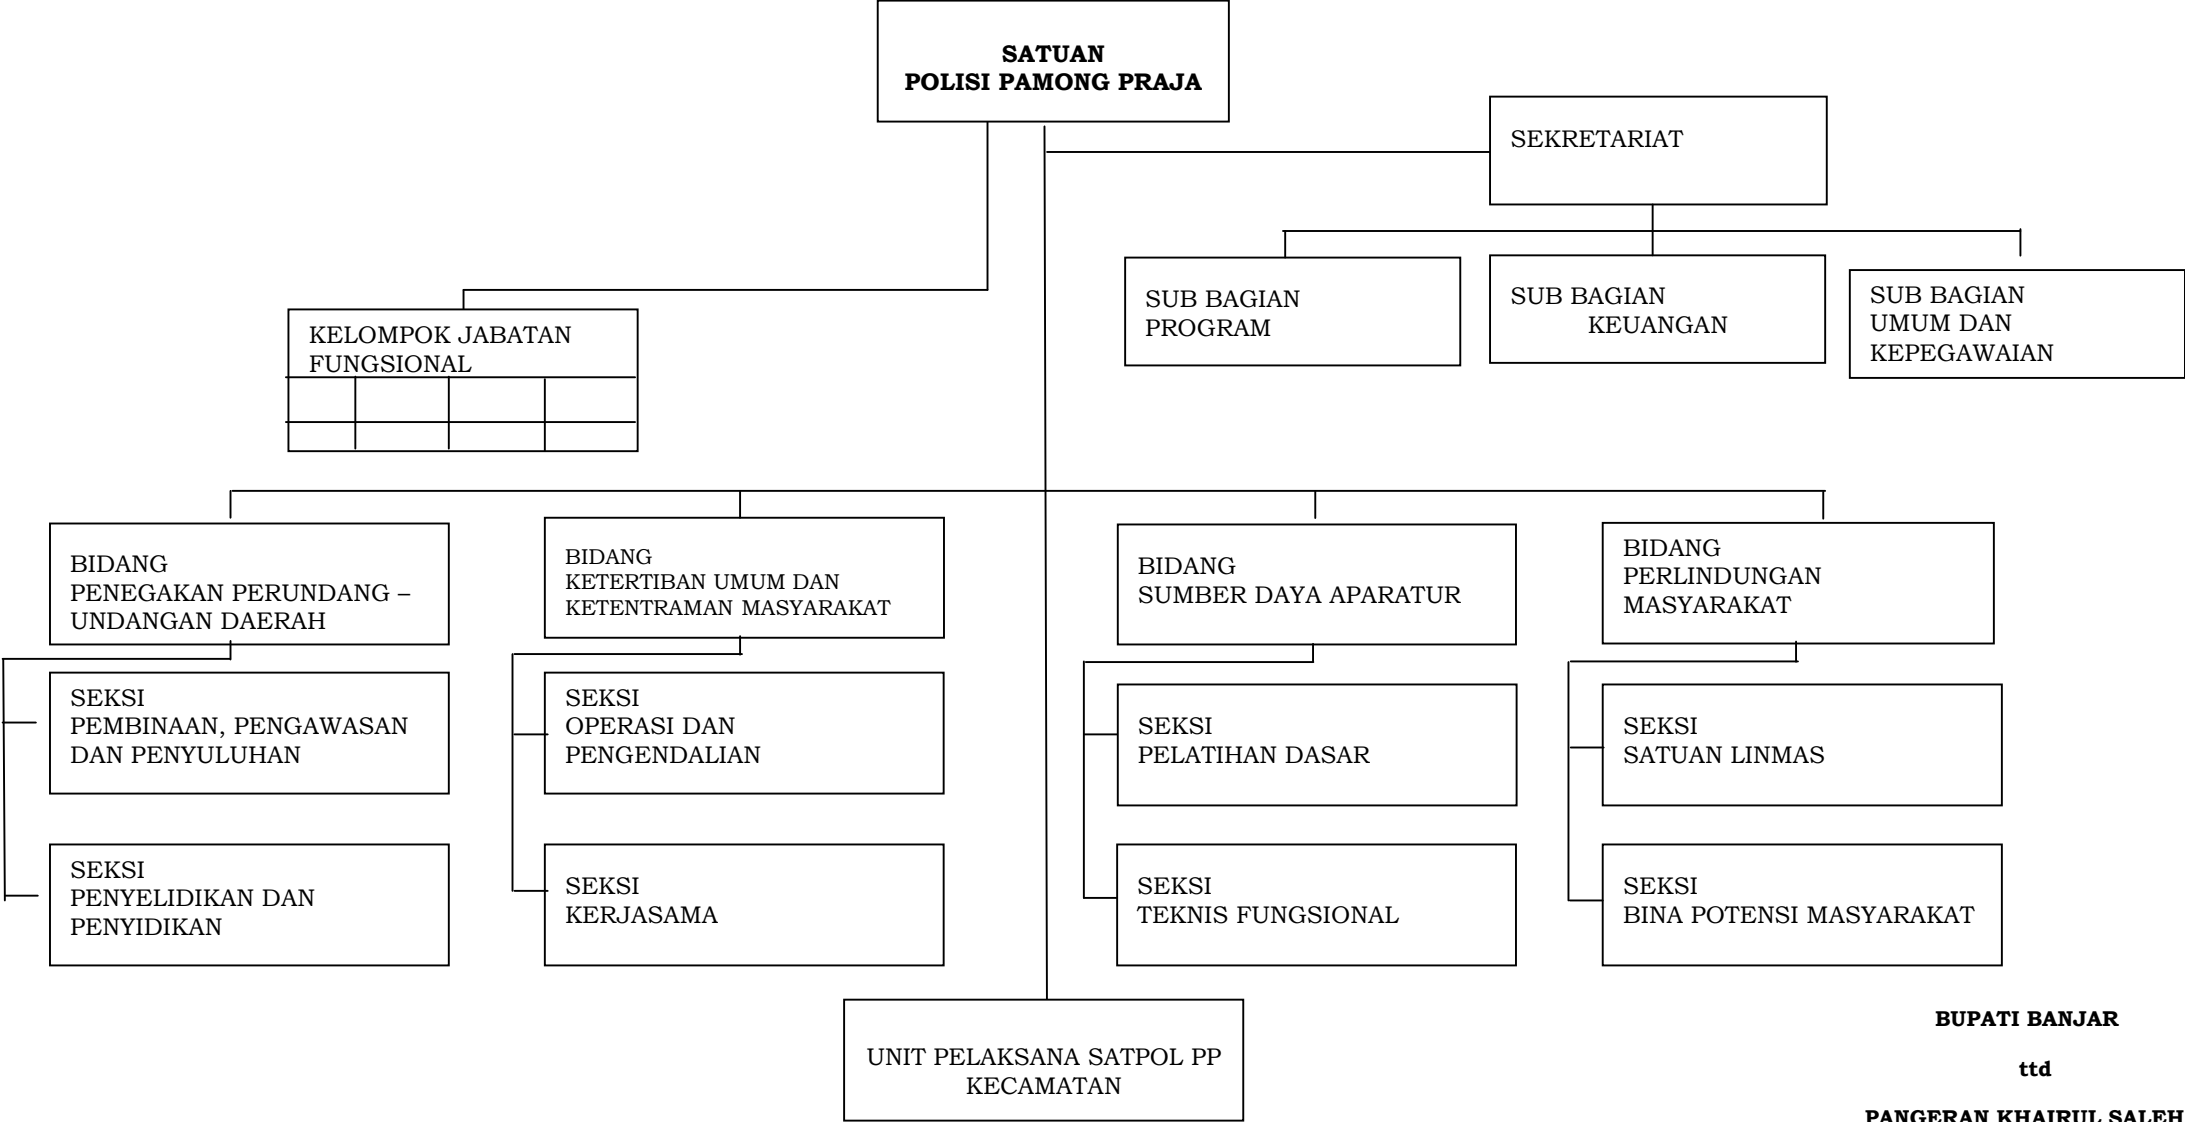 SATUAN
POLISI PAMONG PRAJA
SEKRETARIAT
SUB BAGIAN
PROGRAM
SUB BAGIAN
KEUANGAN
SUB BAGIAN
UMUM DAN
KEPEGAWAIAN
KELOMPOK JABATAN
FUNGSIONAL
BIDANG
PENEGAKAN PERUNDANG –
UNDANGAN DAERAH
BIDANG
KETERTIBAN UMUM DAN
KETENTRAMAN MASYARAKAT
BIDANG
SUMBER DAYA APARATUR
BIDANG
PERLINDUNGAN
MASYARAKAT
SEKSI
PEMBINAAN, PENGAWASAN
DAN PENYULUHAN
SEKSI
OPERASI DAN
PENGENDALIAN
SEKSI
PELATIHAN DASAR
SEKSI
SATUAN LINMAS
SEKSI
PENYELIDIKAN DAN
PENYIDIKAN
SEKSI
KERJASAMA
SEKSI
TEKNIS FUNGSIONAL
SEKSI
BINA POTENSI MASYARAKAT
UNIT PELAKSANA SATPOL PP
KECAMATAN
BUPATI BANJAR
ttd
PANGERAN KHAIRUL SALEH